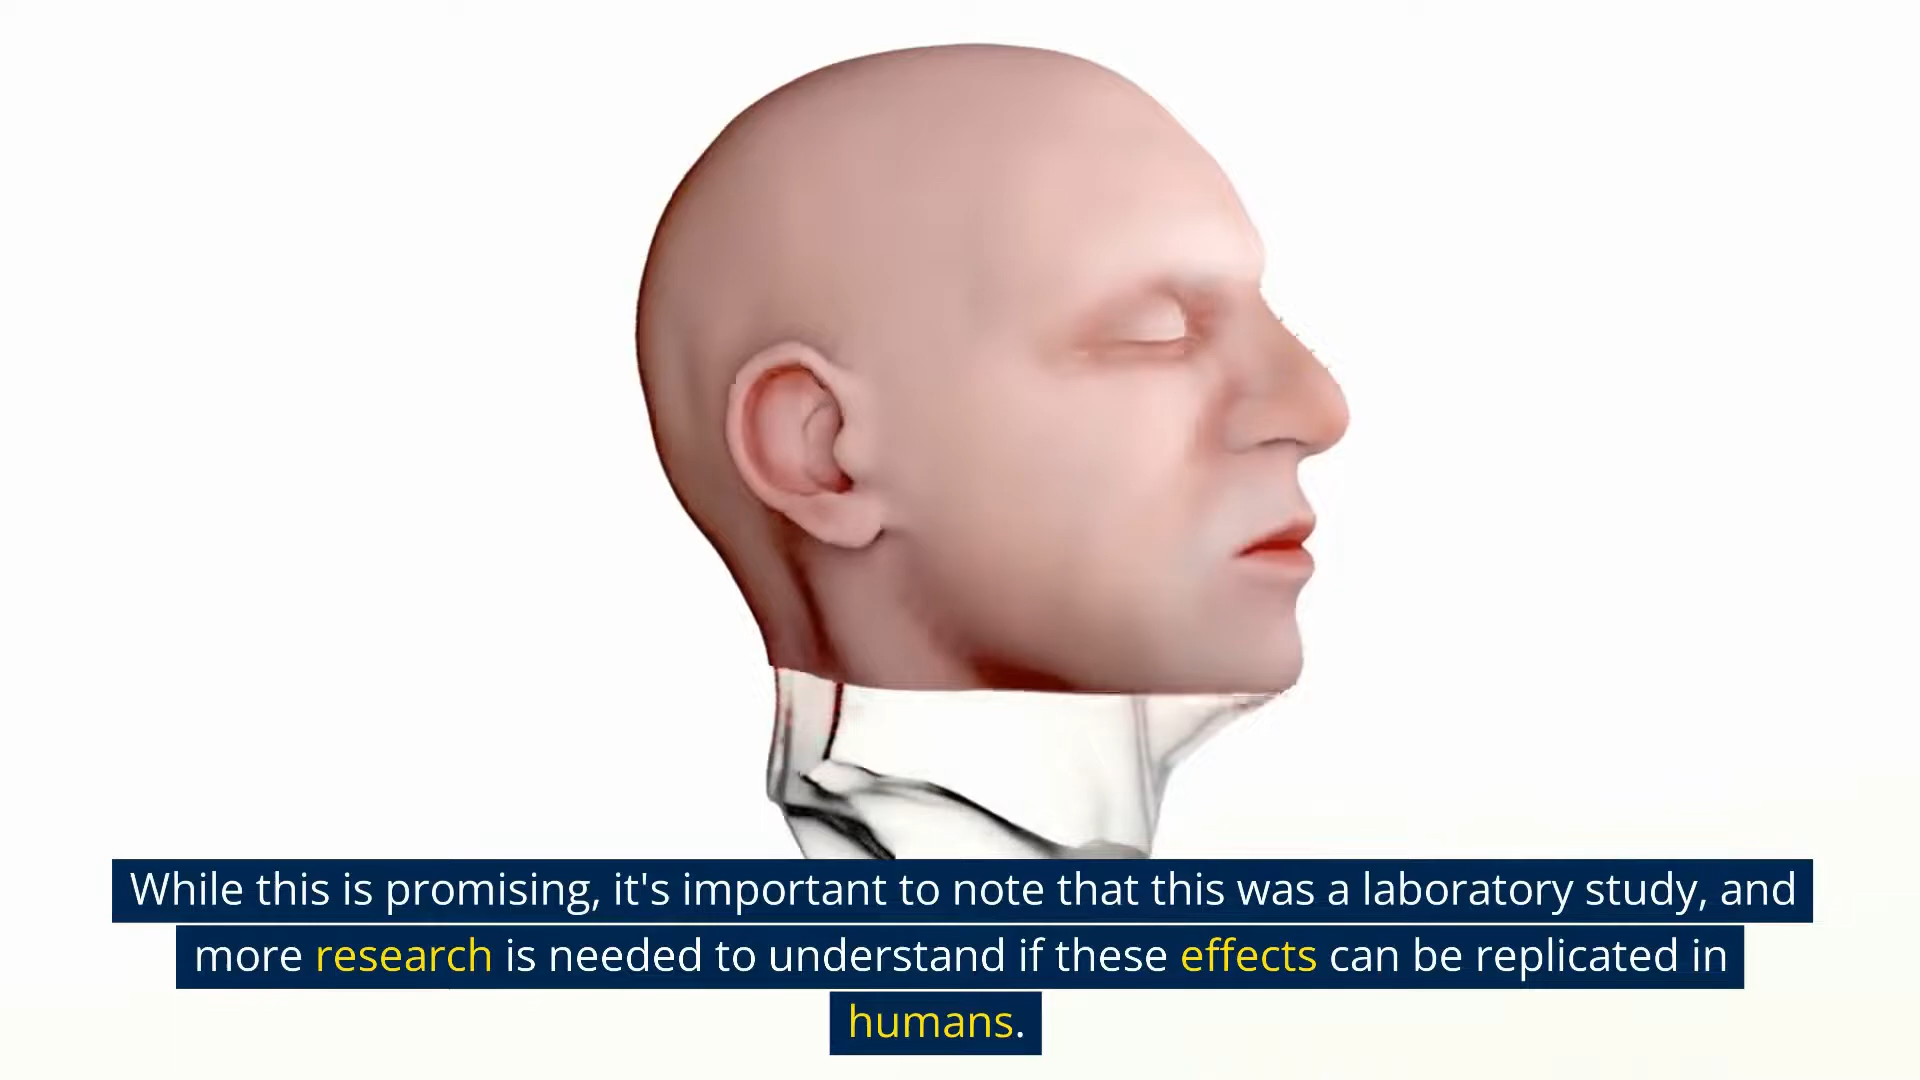 While this is promising, it's important to note that this was a laboratory study, and
more research is needed to understand if these effects can be replicated in
humans.